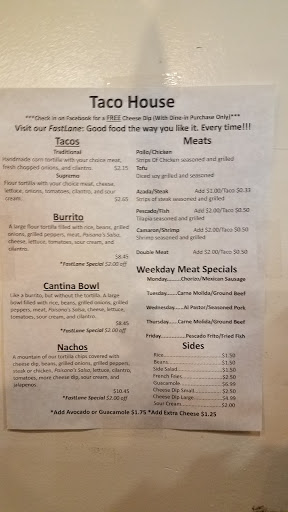 Taco House
***Check in on Facebook for a FREE Cheese Dip (With Dine-in Purchase Only)***
Visit our FastLane: Good food the way you like it. Every time!!!
Tacos
Traditional
Handmade corn tortilla with your choice meat,
fresh chopped onions, and cilantro. $2.15
Supremo
Flour tortilla with your choice meat, cheese,
lettuce, onions, tomatoes, cilantro, and sour
cream. $2.65
Burrito
A large flour tortilla filled with rice, beans, grilled
onions, grilled peppers, meat, Paisano's Salsa,
cheese, lettuce, tomatoes, sour cream, and
cilantro.
$8.45
*FastLane Special $2.00 off
Cantina Bowl
Like a burrito, but without the tortilla. A large
bowl filled with rice, beans, grilled onions, grilled
peppers, meat, Paisano's Salsa, cheese, lettuce,
tomatoes, sour cream, and cilantro.
$8.45
*FastLane Special $2.00 off
Nachos
A mountain of our tortilla chips covered with
cheese dip, beans, grilled onions, grilled peppers,
steak or chicken, Paisano's Salsa, lettuce, cilantro,
tomatoes, more cheese dip, sour cream, and
jalapenos.
$10.45
*FastLane Special $2.00 off
Meats
Pollo/Chicken
Strips Of Chicken seasoned and grilled
Tofu
Diced soy grilled and seasoned
Azada/Steak Add $1.00/Taco $0.33
Strips of steak seasoned and grilled
Pescado/Fish Add $2.00/Taco $0.50
Tilapia seasoned and grilled
Camaron/Shrimp Add $2.00/Taco $0.50
Shrimp seasoned and grilled
Double Meat Add $2.00/Taco $0.50
Weekday Meat Specials
Monday..........Chorizo/Mexican Sausage
Tuesday.......Carne Molida/Ground Beef
Wednesday.......Al Pastor/Seasoned Pork
Thursday......Carne Molida/Ground Beef
Friday................Pescado Frito/Fried Fish
Sides
Rice............................$1.50
Beans..........................$1.50
Side Salad....................$1.50
French Fries..................$2.50
Guacamole....................$6.99
Cheese Dip Small............$2.50
Cheese Dip Large............$4.99
Sour Cream...................$2.00
*Add Avocado or Guacamole $1.75 *Add Extra Cheese $1.25